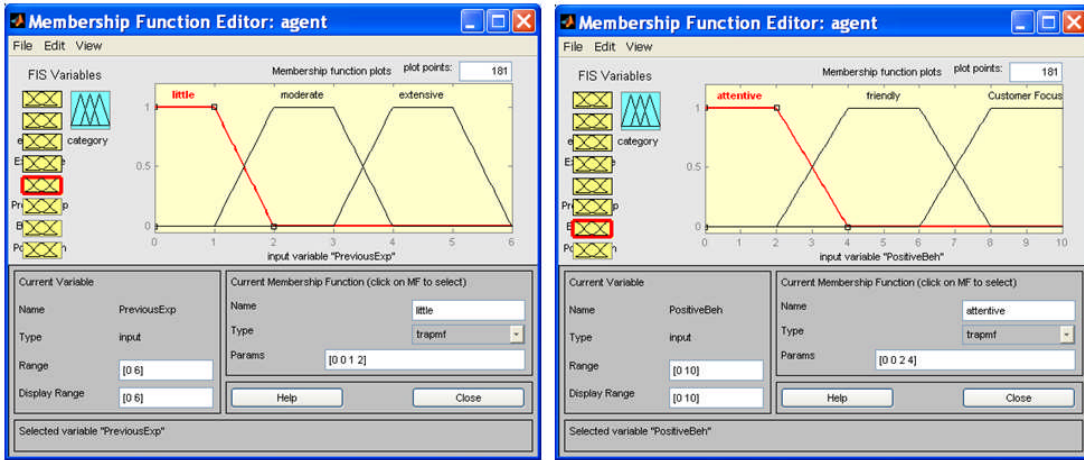 Membership Function Editor: agent
File Edit View
FIS Variables
Membership function plots
plot points:
181
category
little
moderate
extensive
1
0.5
0
0 1 2 3 4 5 6
input variable "PreviousExp"
Current Variable
Name PreviousExp
Type input
Range [0 6]
Display Range [0 6]
Current Membership Function (click on MF to select)
Name little
Type trapmf
Params [0 0 1 2]
Help Close
Selected variable "PreviousExp"
Membership Function Editor: agent
File Edit View
FIS Variables
Membership function plots
plot points:
181
category
attentive
friendly
Customer Focus
1
0.5
0
0 1 2 3 4 5 6 7 8 9 10
input variable "PositiveBeh"
Current Variable
Name PositiveBeh
Type input
Range [0 10]
Display Range [0 10]
Current Membership Function (click on MF to select)
Name attentive
Type trapmf
Params [0 0 2 4]
Help Close
Selected variable "PositiveBeh"